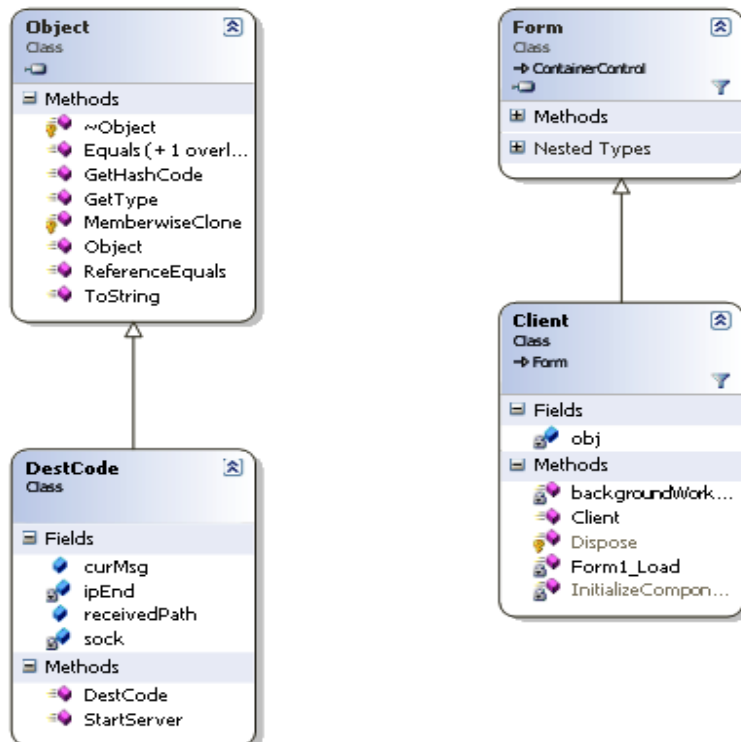 Object
Class
Methods
~Object
Equals (+ 1 overl...
GetHashCode
GetType
MemberwiseClone
Object
ReferenceEquals
ToString
DestCode
Class
Fields
curMsg
ipEnd
receivedPath
sock
Methods
DestCode
StartServer
Form
Class
ContainerControl
Methods
Nested Types
Client
Class
Form
Fields
obj
Methods
backgroundWork...
Client
Dispose
Form1_Load
InitializeCompon...